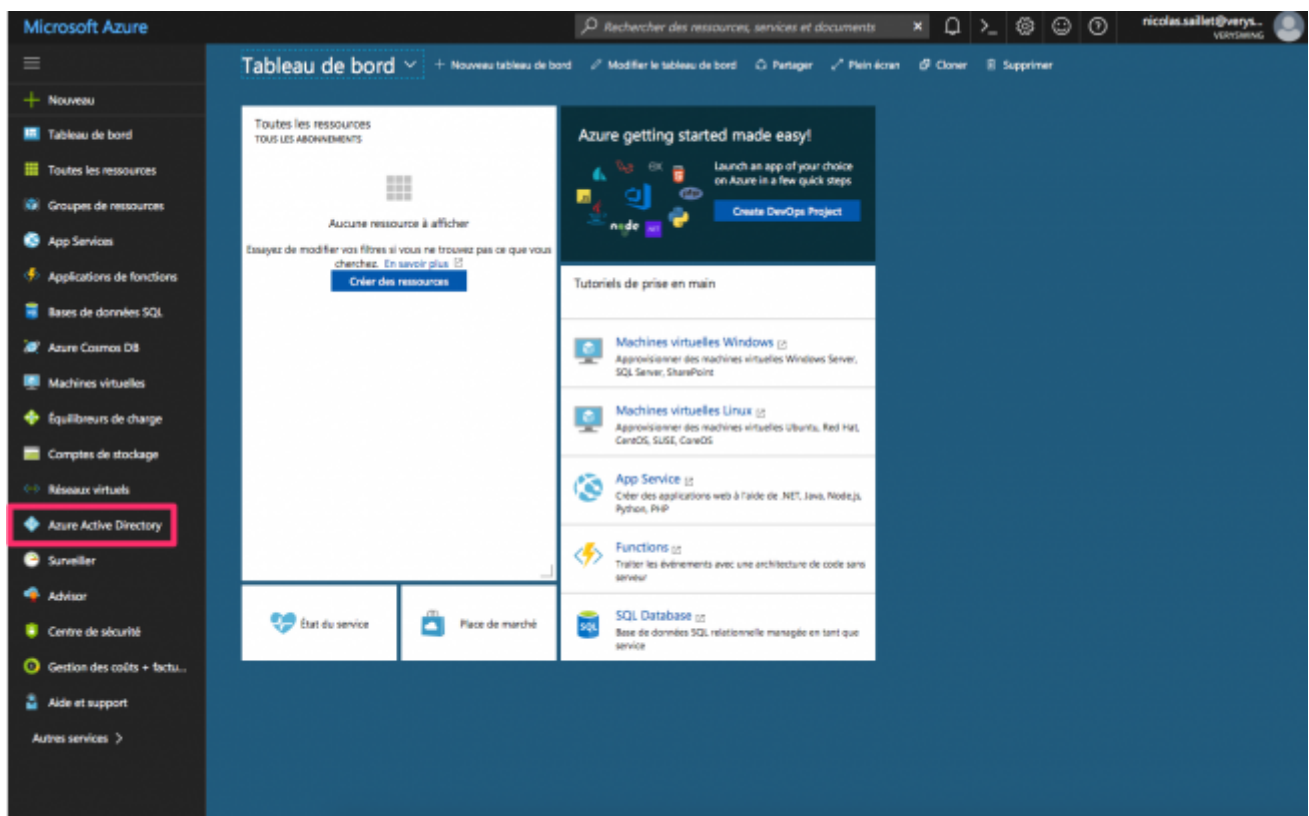 Microsoft Azure
Rechercher des ressources, services et documents
nicolas.saillet@verys...
VERYSWING
Tableau de bord
Nouveau tableau de bord
Modifier le tableau de bord
Partager
Plein écran
Cloner
Supprimer
Nouveau
Tableau de bord
Toutes les ressources
Groupes de ressources
App Services
Applications de fonctions
Bases de données SQL
Azure Cosmos DB
Machines virtuelles
Équilibreurs de charge
Comptes de stockage
Réseaux virtuels
Azure Active Directory
Surveiller
Advisor
Centre de sécurité
Gestion des coûts + factu...
Aide et support
Autres services
Toutes les ressources
TOUS LES ABONNEMENTS
Aucune ressource à afficher
Essayez de modifier vos filtres si vous ne trouvez pas ce que vous
cherchez. En savoir plus
Créer des ressources
État du service
Place de marché
Azure getting started made easy!
Launch an app of your choice
on Azure in a few quick steps
Create DevOps Project
node
php
JS
.NET
Tutoriels de prise en main
Machines virtuelles Windows
Approvisionner des machines virtuelles Windows Server,
SQL Server, SharePoint
Machines virtuelles Linux
Approvisionner des machines virtuelles Ubuntu, Red Hat,
CentOS, SUSE, CoreOS
App Service
Créer des applications web à l'aide de .NET, Java, Node.js,
Python, PHP
Functions
Traiter les événements avec une architecture de code sans
serveur
SQL
SQL Database
Base de données SQL relationnelle managée en tant que
service